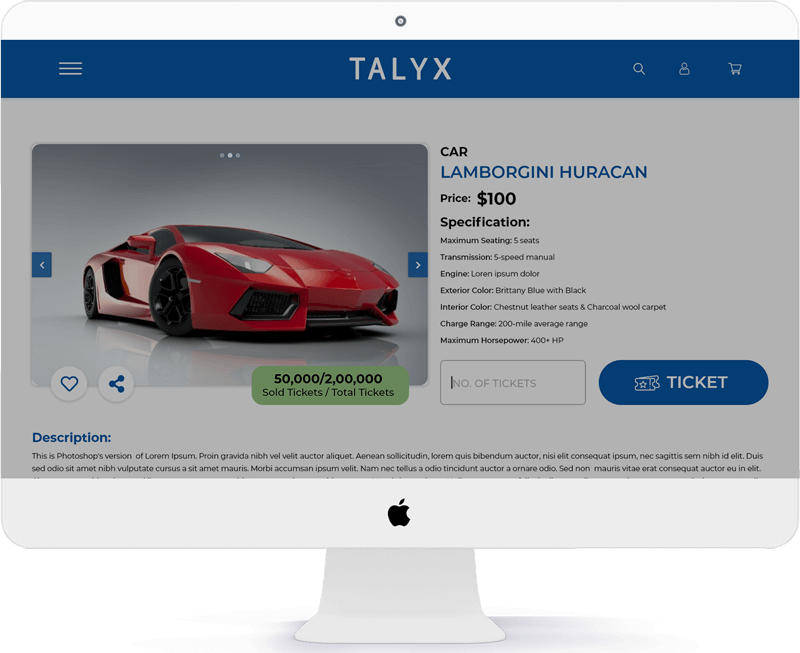 TALYX
CAR
LAMBORGINI HURACAN
Price: $100
Specification:
Maximum Seating: 5 seats
Transmission: 5-speed manual
Engine: Lorem ipsum dolor
Exterior Color: Brittany Blue with Black
Interior Color: Chestnut leather seats & Charcoal wool carpet
Charge Range: 200-mile average range
Maximum Horsepower: 400+ HP
NO. OF TICKETS
TICKET
50,000/2,00,000
Sold Tickets / Total Tickets
Description:
This is Photoshop's version of Lorem Ipsum. Proin gravida nibh vel velit auctor aliquet. Aenean sollicitudin, lorem quis bibendum auctor, nisi elit consequat ipsum, nec sagittis sem nibh id elit. Duis
sed odio sit amet nibh vulputate cursus a sit amet mauris. Morbi accumsan ipsum velit. Nam nec tellus a odio tincidunt auctor a ornare odio. Sed non mauris vitae erat consequat auctor eu in elit.